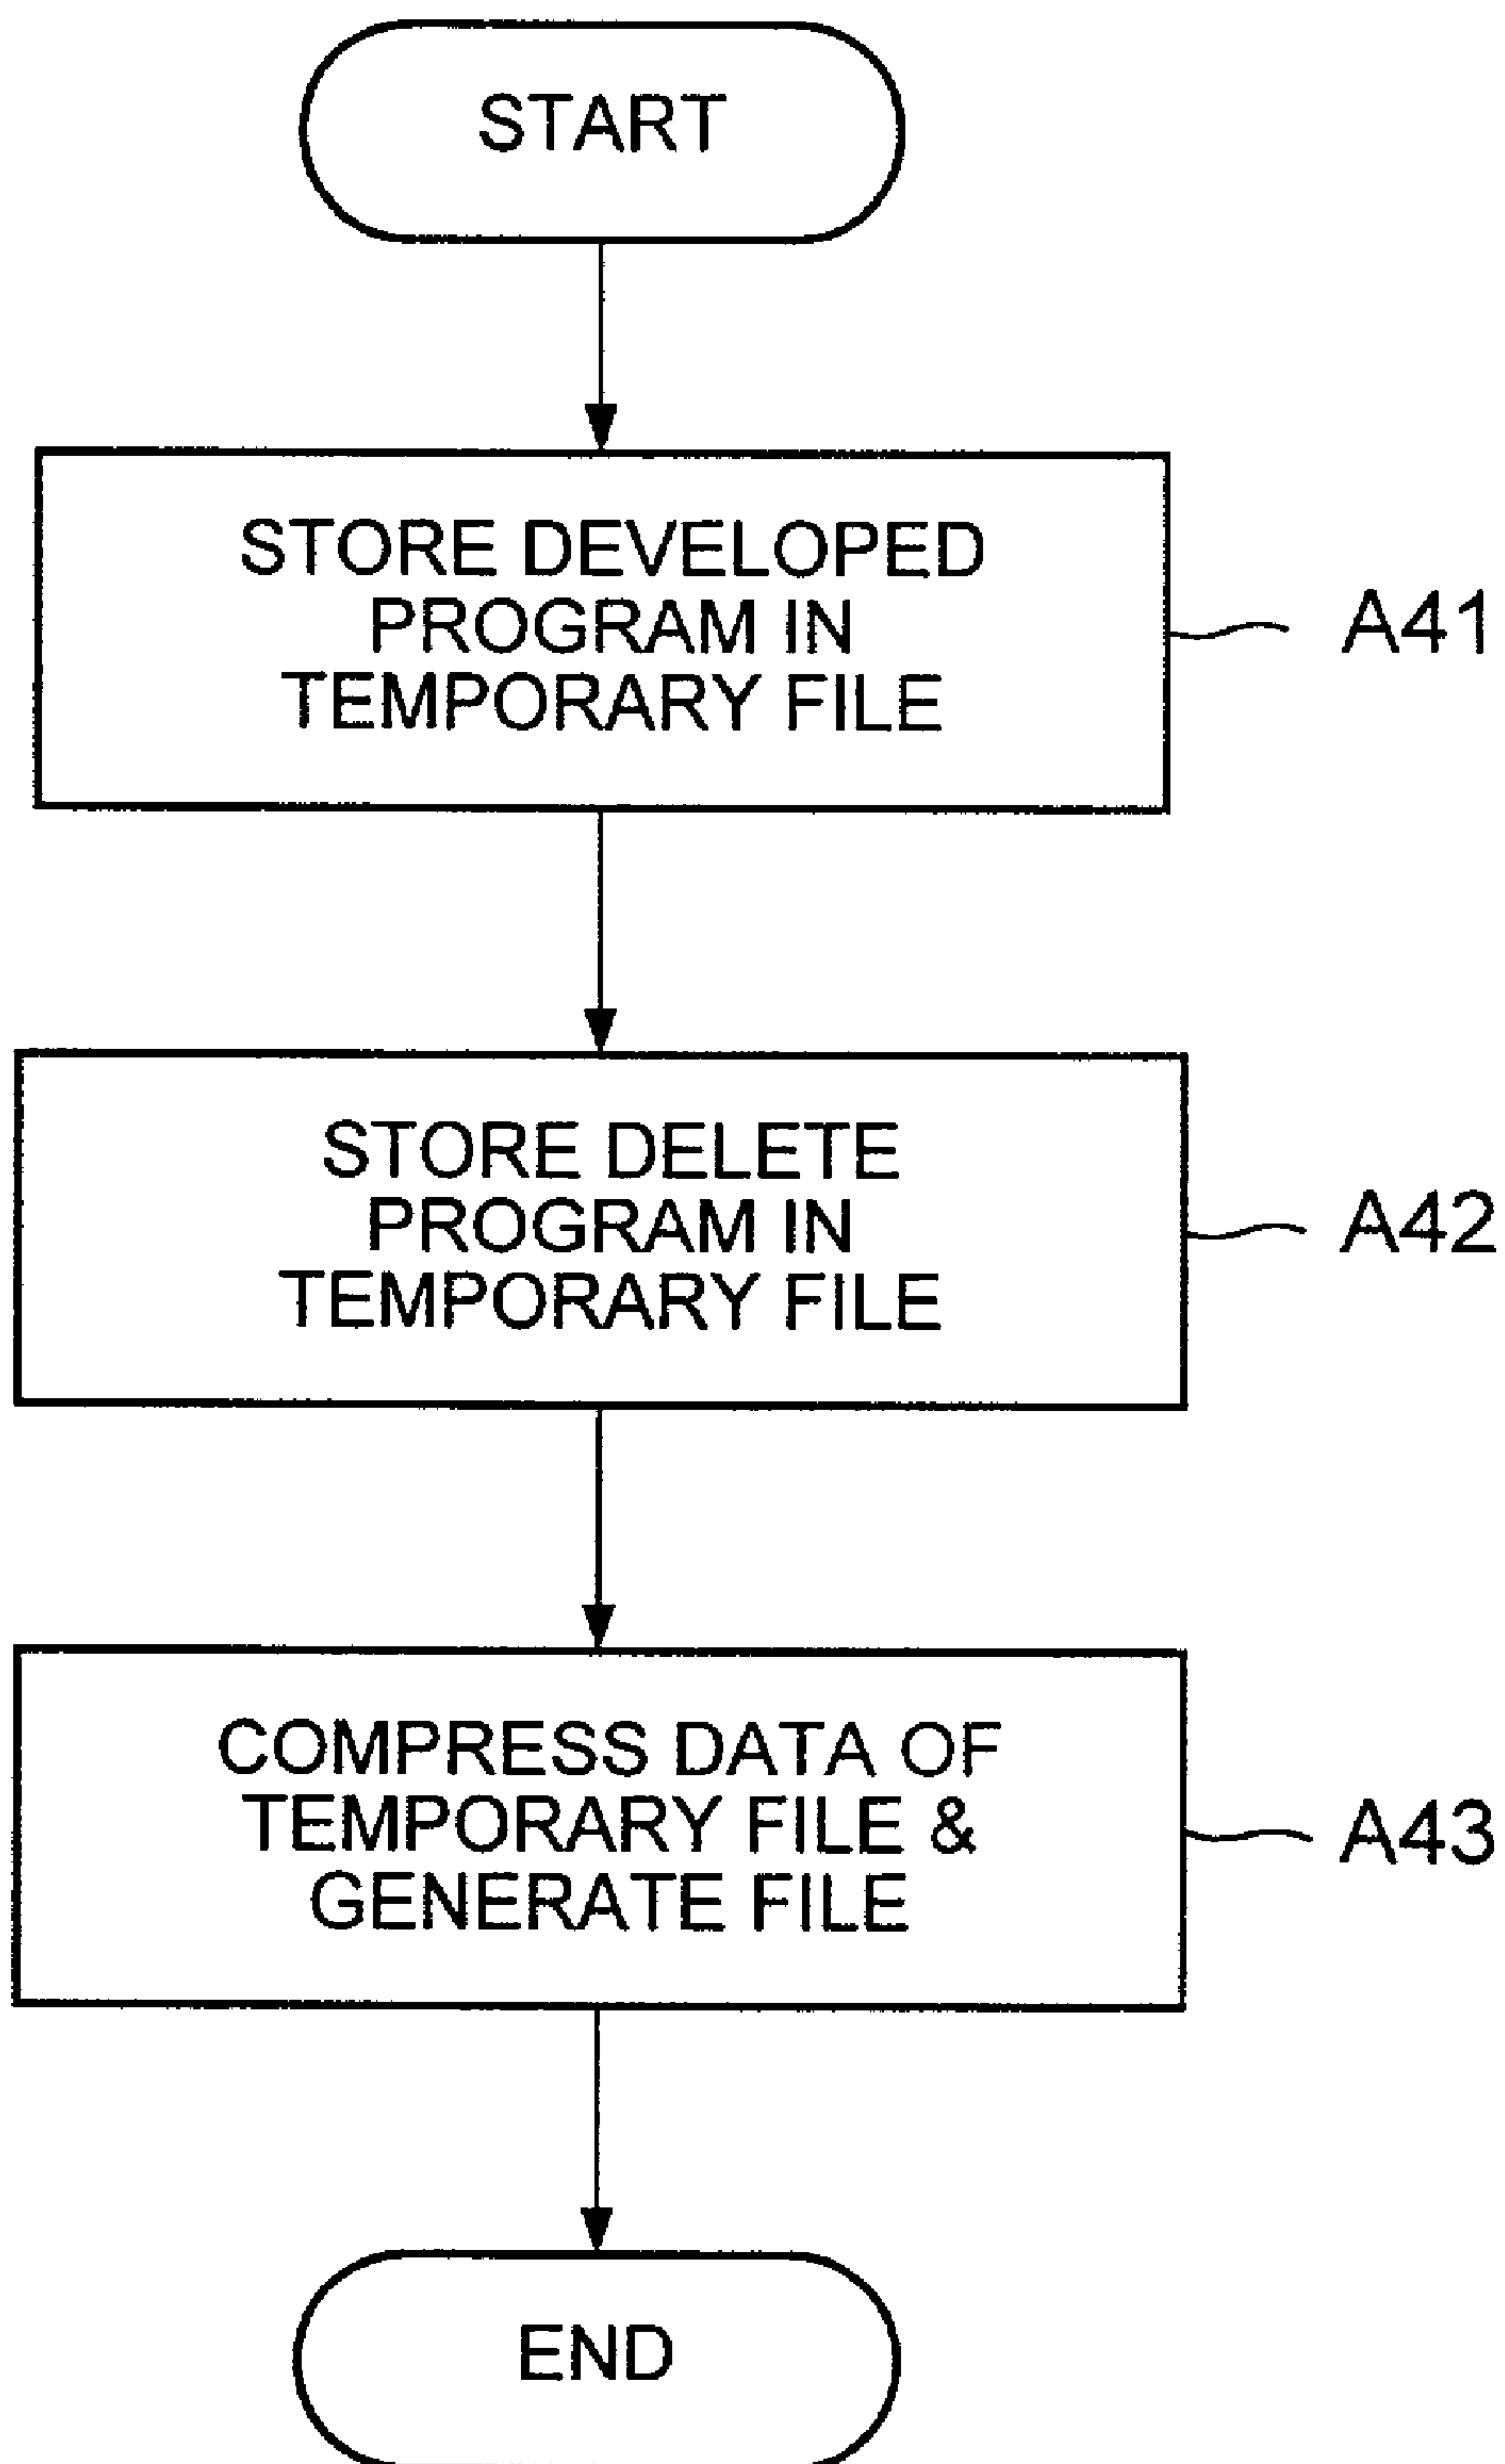 START
STORE DEVELOPED
PROGRAM IN
TEMPORARY FILE
A41
STORE DELETE
PROGRAM IN
TEMPORARY FILE
A42
COMPRESS DATA OF
TEMPORARY FILE &
GENERATE FILE
A43
END